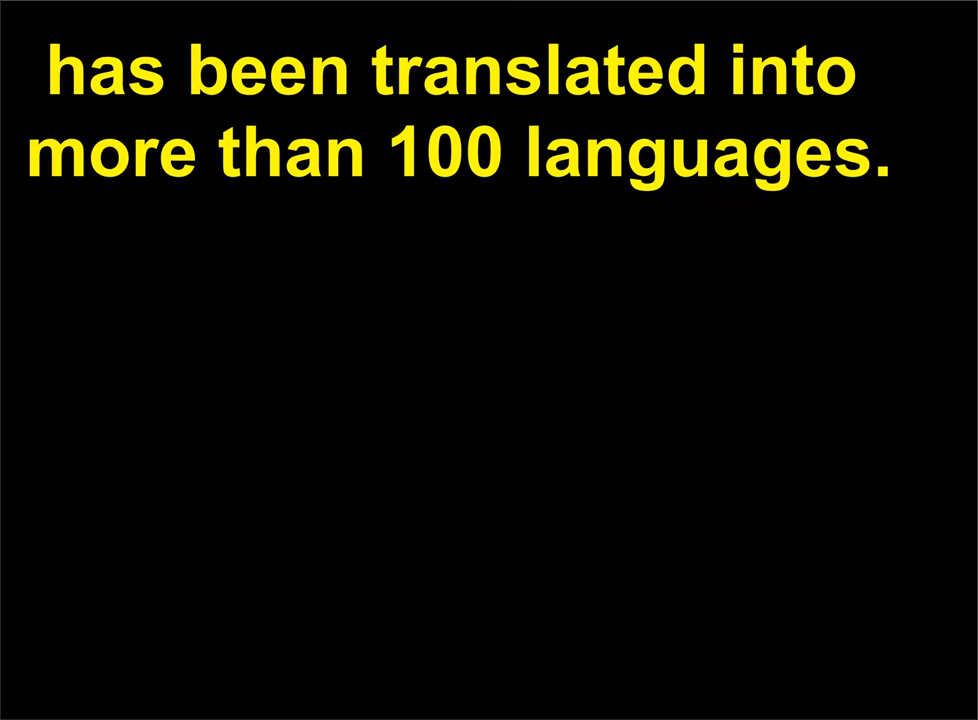 has been translated into
more than 100 languages.